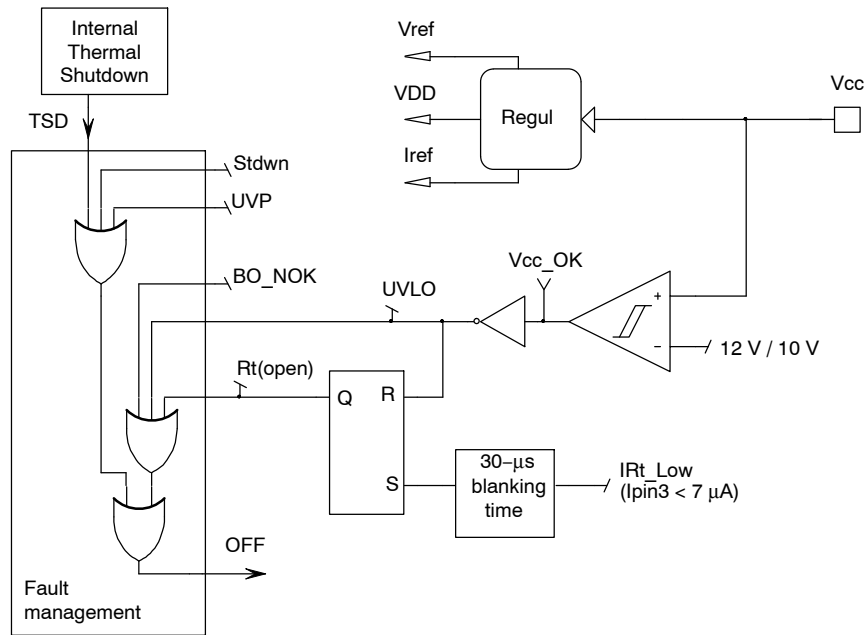 Internal
Thermal
Shutdown
TSD
Vref
VDD
Iref
Regul
Vcc
Stdwn
UVP
BO_NOK
UVLO
Vcc_OK
+
−
12 V / 10 V
Rt(open)
Q
R
S
30−μs
blanking
time
IRt_Low
(Ipin3 < 7 μA)
OFF
Fault
management